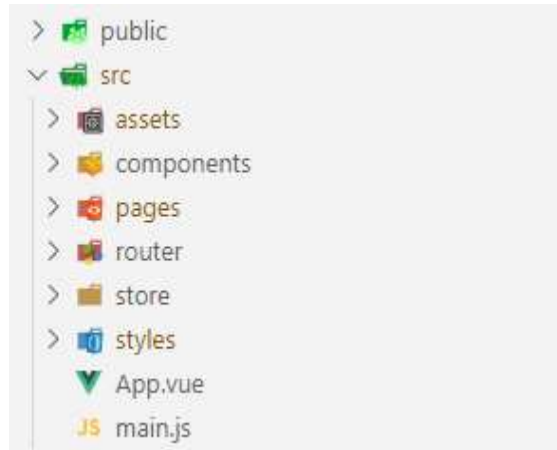 public
src
assets
components
pages
router
store
styles
App.vue
JS main.js